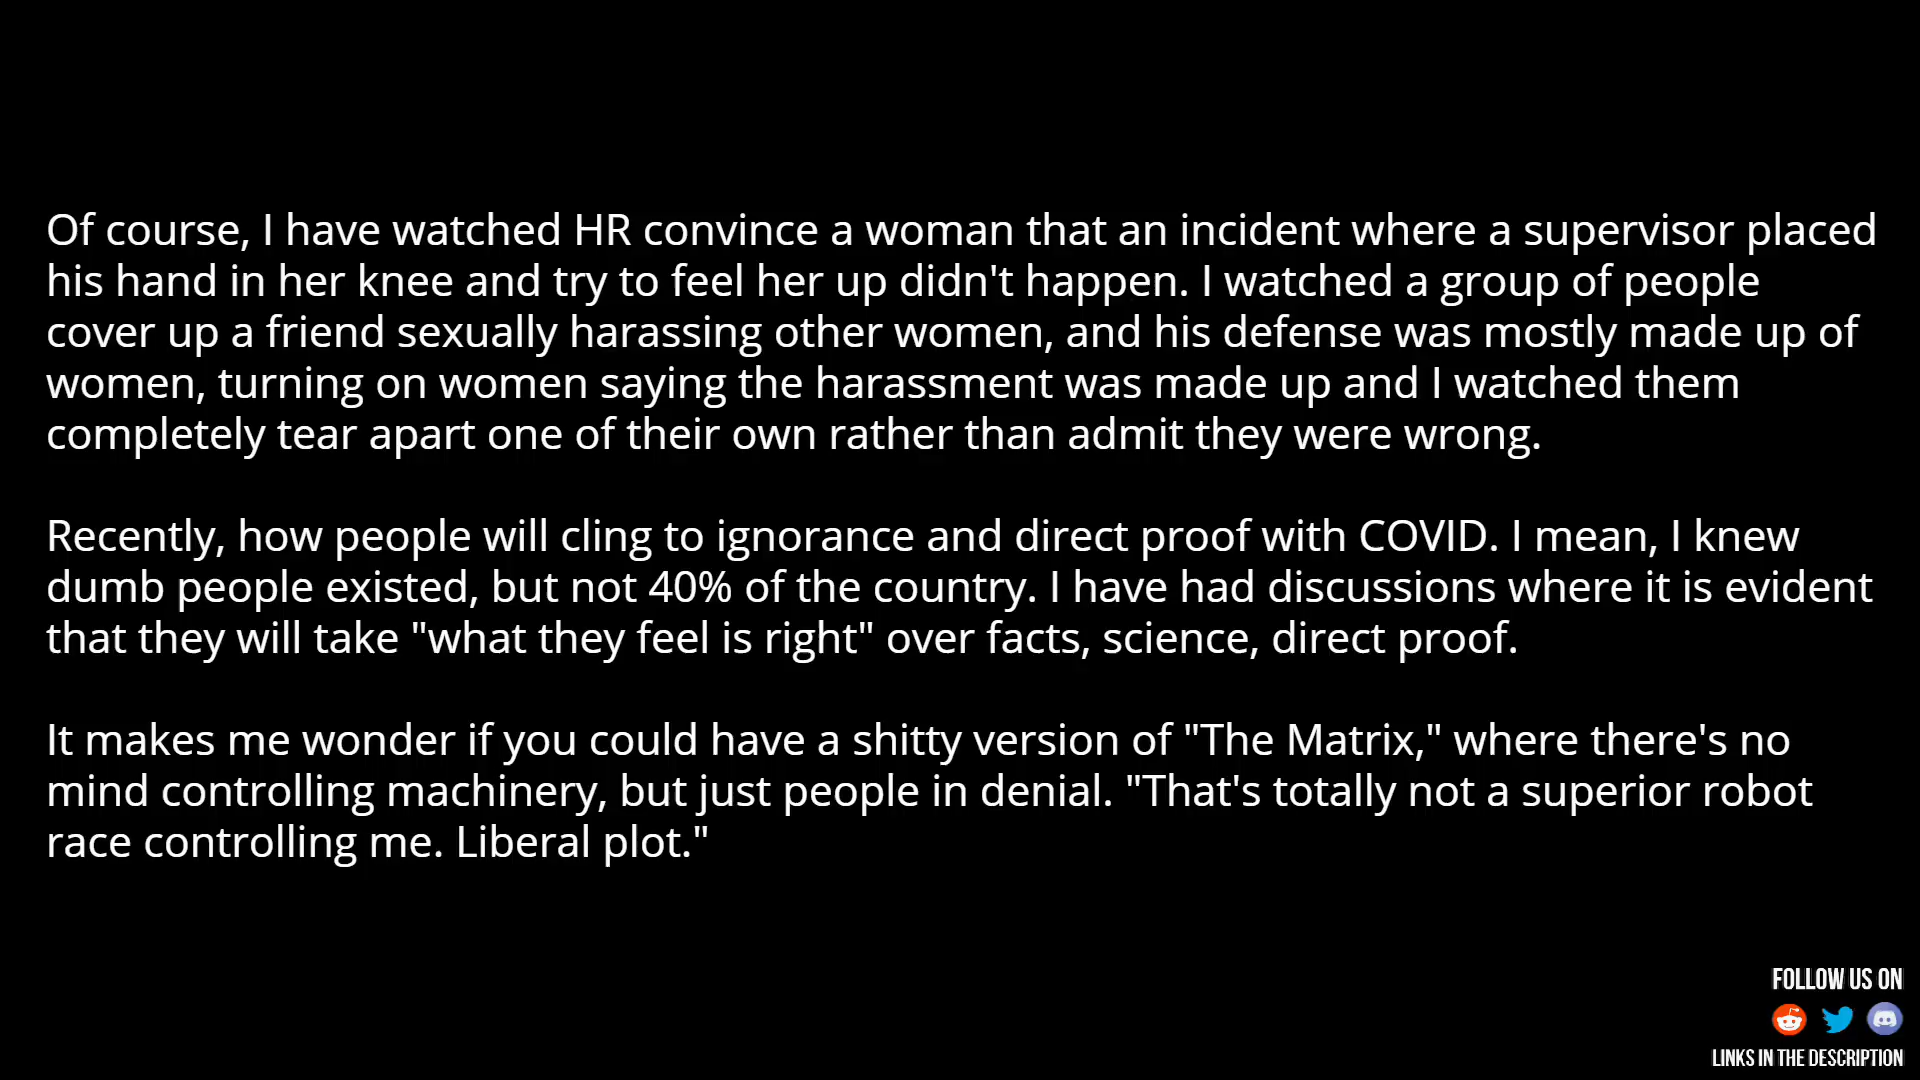 Of course, I have watched HR convince a woman that an incident where a supervisor placed
his hand in her knee and try to feel her up didn't happen. I watched a group of people
cover up a friend sexually harassing other women, and his defense was mostly made up of
women, turning on women saying the harassment was made up and I watched them
completely tear apart one of their own rather than admit they were wrong.
Recently, how people will cling to ignorance and direct proof with COVID. I mean, I knew
dumb people existed, but not 40% of the country. I have had discussions where it is evident
that they will take "what they feel is right" over facts, science, direct proof.
It makes me wonder if you could have a shitty version of "The Matrix," where there's no
mind controlling machinery, but just people in denial. "That's totally not a superior robot
race controlling me. Liberal plot."
FOLLOW US ON
LINKS IN THE DESCRIPTION